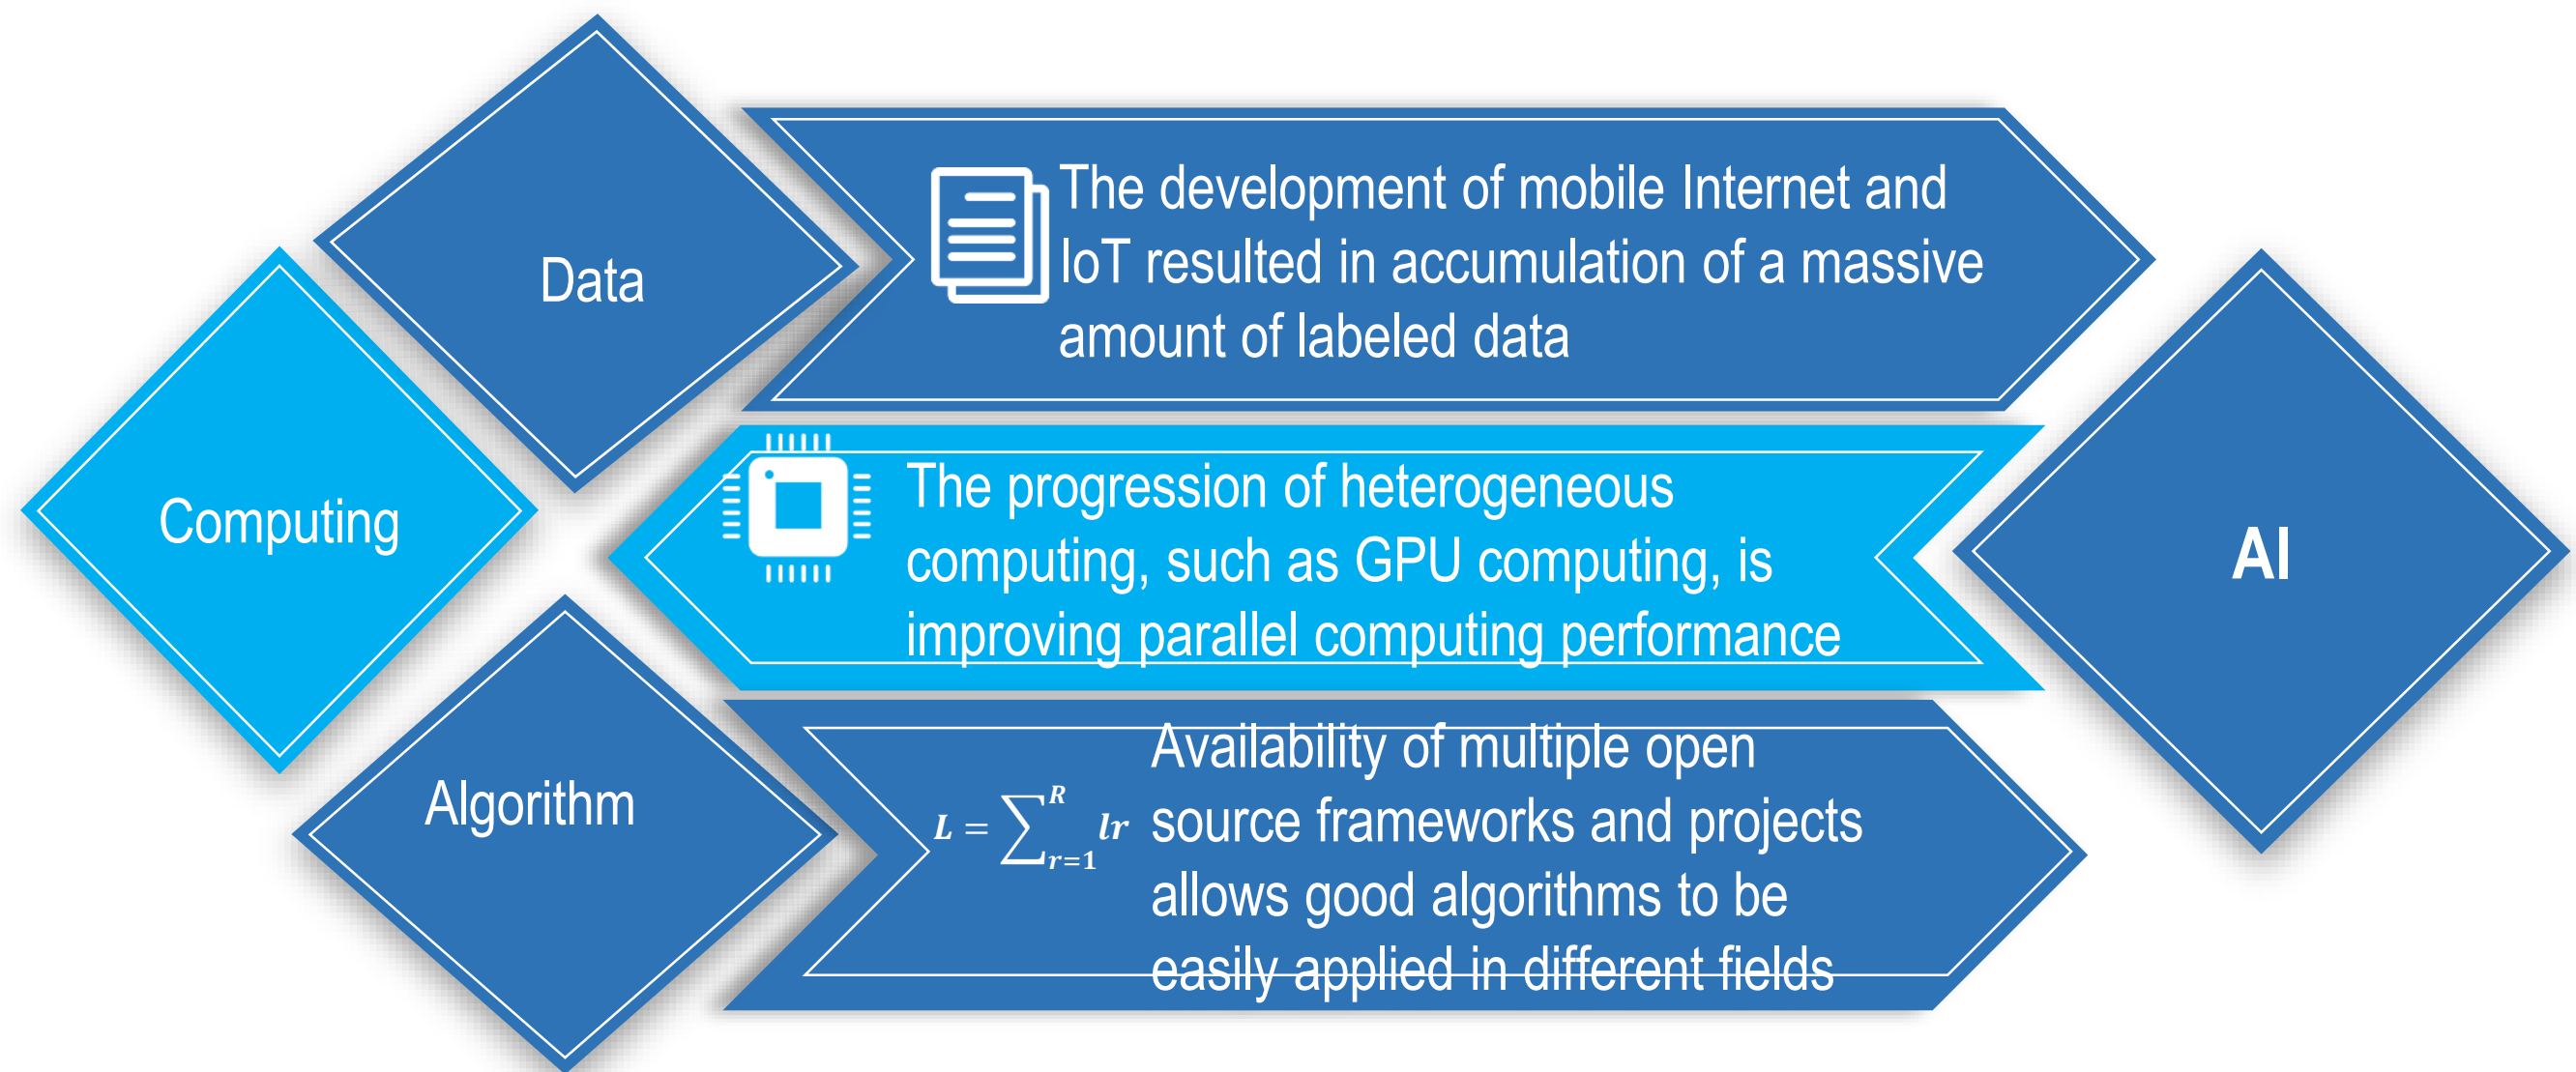 Data
The development of mobile Internet and
IoT resulted in accumulation of a massive
amount of labeled data
Computing
The progression of heterogeneous
computing, such as GPU computing, is
improving parallel computing performance
AI
Algorithm
L = ∑_{r=1}^{R} lr
Availability of multiple open
source frameworks and projects
allows good algorithms to be
easily applied in different fields